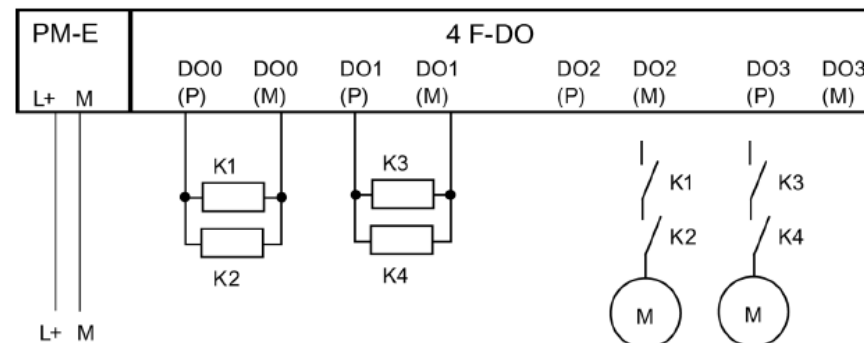 PM-E 4 F-DO
DO0 DO0 DO1 DO1 DO2 DO2 DO3 DO3
(P) (M) (P) (M) (P) (M) (P) (M)
L+ M
K1 K3
K1 K3
K2 K4
K2 K4
M M
L+ M